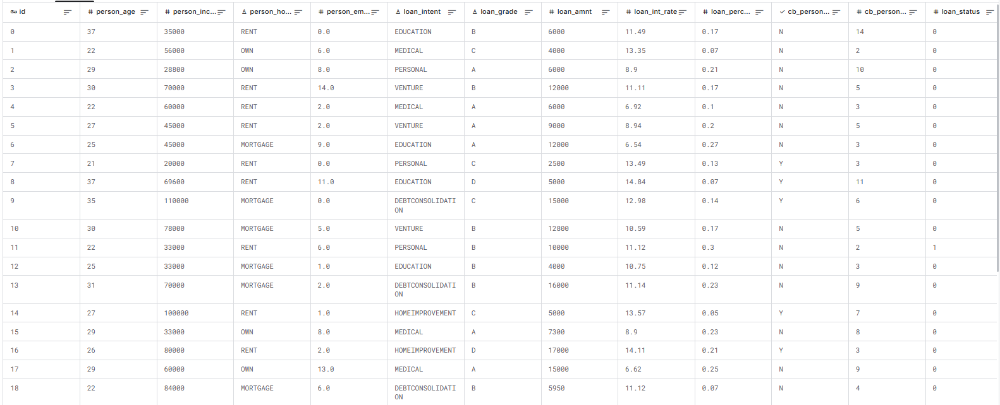 id person_age person_inc... person_ho... person_em... loan_intent loan_grade loan_amnt loan_int_rate loan_perc... cb_person... cb_person... loan_status
0 37 35000 RENT 0.0 EDUCATION B 6000 11.49 0.17 N 14 0
1 22 56000 OWN 6.0 MEDICAL C 4000 13.35 0.07 N 2 0
2 29 28800 OWN 8.0 PERSONAL A 6000 8.9 0.21 N 10 0
3 30 70000 RENT 14.0 VENTURE B 12000 11.11 0.17 N 5 0
4 22 60000 RENT 2.0 MEDICAL A 6000 6.92 0.1 N 3 0
5 27 45000 RENT 2.0 VENTURE A 9000 8.94 0.2 N 5 0
6 25 45000 MORTGAGE 9.0 EDUCATION A 12000 6.54 0.27 N 3 0
7 21 20000 RENT 0.0 PERSONAL C 2500 13.49 0.13 Y 3 0
8 37 69600 RENT 11.0 EDUCATION D 5000 14.84 0.07 Y 11 0
9 35 110000 MORTGAGE 0.0 DEBTCONSOLIDATI C 15000 12.98 0.14 Y 6 0
ON
10 30 78000 MORTGAGE 5.0 VENTURE B 12800 10.59 0.17 N 5 0
11 22 33000 RENT 6.0 PERSONAL B 10000 11.12 0.3 N 2 1
12 25 33000 MORTGAGE 1.0 EDUCATION B 4000 10.75 0.12 N 3 0
13 31 70000 MORTGAGE 2.0 DEBTCONSOLIDATI B 16000 11.14 0.23 N 9 0
ON
14 27 100000 RENT 1.0 HOMEIMPROVEMENT C 5000 13.57 0.05 Y 7 0
15 29 33000 OWN 8.0 MEDICAL A 7300 8.9 0.23 N 8 0
16 26 80000 RENT 2.0 HOMEIMPROVEMENT D 17000 14.11 0.21 Y 3 0
17 29 60000 OWN 13.0 MEDICAL A 15000 6.62 0.25 N 9 0
18 22 84000 MORTGAGE 6.0 DEBTCONSOLIDATI B 5950 11.12 0.07 N 4 0
ON